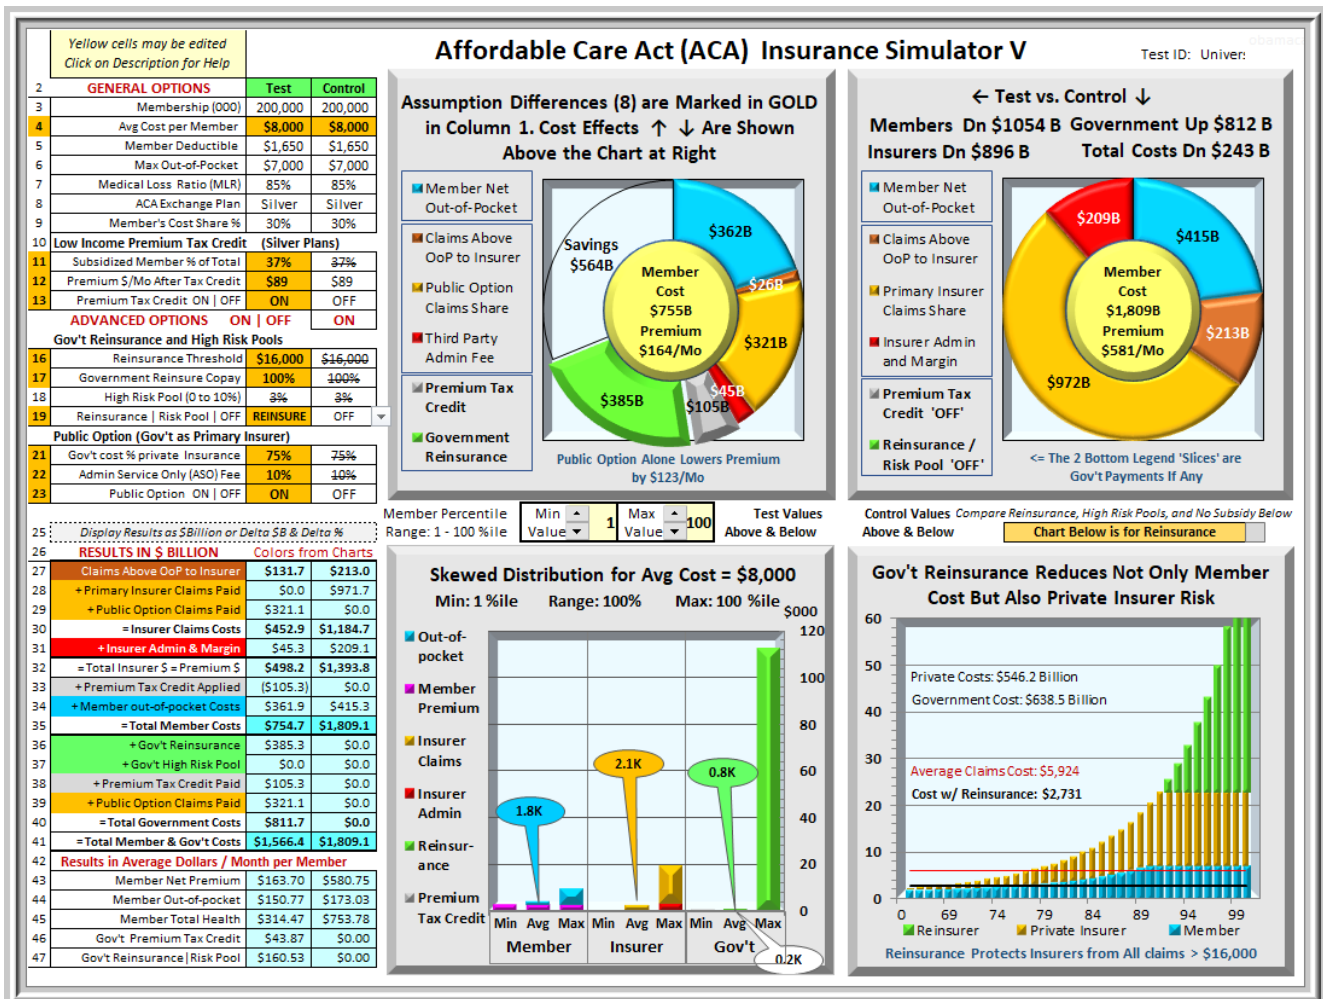 Yellow cells may be edited
Click on Description for Help
Affordable Care Act (ACA) Insurance Simulator V
Test ID:
2 GENERAL OPTIONS Test Control
3 Membership (000) 200,000 200,000
4 Avg Cost per Member $8,000 $8,000
5 Member Deductible $1,650 $1,650
6 Max Out-of-Pocket $7,000 $7,000
7 Medical Loss Ratio (MLR) 85% 85%
8 ACA Exchange Plan Silver Silver
9 Member's Cost Share % 30% 30%
10 Low Income Premium Tax Credit (Silver Plans)
11 Subsidized Member % of Total 37% 37%
12 Premium $/Mo After Tax Credit $89 $89
13 Premium Tax Credit ON | OFF ON OFF
ADVANCED OPTIONS ON | OFF ON
Gov't Reinsurance and High Risk Pools
16 Reinsurance Threshold $16,000 $16,000
17 Government Reinsure Copay 100% 100%
18 High Risk Pool (0 to 10%) 3% 3%
19 Reinsurance | Risk Pool | OFF REINSURE OFF
Public Option (Gov't as Primary Insurer)
21 Gov't cost % private Insurance 75% 75%
22 Admin Service Only (ASO) Fee 10% 10%
23 Public Option ON | OFF ON OFF
25 Display Results as $Billion or Delta $B & Delta %
26 RESULTS IN $ BILLION Colors from Charts
27 Claims Above OoP to Insurer $131.7 $213.0
28 + Primary Insurer Claims Paid $0.0 $971.7
29 + Public Option Claims Paid $321.1 $0.0
30 = Insurer Claims Costs $452.9 $1,184.7
31 + Insurer Admin & Margin $45.3 $209.1
32 = Total Insurer $ = Premium $ $498.2 $1,393.8
33 + Premium Tax Credit Applied ($105.3) $0.0
34 + Member out-of-pocket Costs $361.9 $415.3
35 = Total Member Costs $754.7 $1,809.1
36 + Gov't Reinsurance $385.3 $0.0
37 + Gov't High Risk Pool $0.0 $0.0
38 + Premium Tax Credit Paid $105.3 $0.0
39 + Public Option Claims Paid $321.1 $0.0
40 = Total Government Costs $811.7 $0.0
41 = Total Member & Gov't Costs $1,566.4 $1,809.1
42 Results in Average Dollars / Month per Member
43 Member Net Premium $163.70 $580.75
44 Member Out-of-pocket $150.77 $173.03
45 Member Total Health $314.47 $753.78
46 Gov't Premium Tax Credit $43.87 $0.00
47 Gov't Reinsurance|Risk Pool $160.53 $0.00
Assumption Differences (8) are Marked in GOLD
in Column 1. Cost Effects ↑ ↓ Are Shown
Above the Chart at Right
Member Net
Out-of-Pocket
Claims Above
OoP to Insurer
Public Option
Claims Share
Third Party
Admin Fee
Premium Tax
Credit
Government
Reinsurance
Savings
$564B
$362B
$26B
$321B
$45B
$105B
$385B
Member
Cost
$755B
Premium
$164/Mo
Public Option Alone Lowers Premium
by $123/Mo
← Test vs. Control ↓
Members Dn $1054 B Government Up $812 B
Insurers Dn $896 B Total Costs Dn $243 B
Member Net
Out-of-Pocket
Claims Above
OoP to Insurer
Primary Insurer
Claims Share
Insurer Admin
and Margin
Premium Tax
Credit 'OFF'
Reinsurance /
Risk Pool 'OFF'
$209B
$415B
$213B
$972B
Member
Cost
$1,809B
Premium
$581/Mo
<= The 2 Bottom Legend 'Slices' are
Gov't Payments If Any
Member Percentile
Range: 1 - 100 %ile
Min
Value
1
Max
Value
100
Test Values
Above & Below
Control Values
Above & Below
Compare Reinsurance, High Risk Pools, and No Subsidy Below
Chart Below is for Reinsurance
Skewed Distribution for Avg Cost = $8,000
Min: 1 %ile Range: 100% Max: 100 %ile
$000
Out-of-
pocket
Member
Premium
Insurer
Claims
Insurer
Admin
Reinsur-
ance
Premium
Tax Credit
120
100
80
60
40
20
0
1.8K
2.1K
0.8K
0.2K
Min Avg Max Min Avg Max Min Avg Max
Member Insurer Gov't
Gov't Reinsurance Reduces Not Only Member
Cost But Also Private Insurer Risk
60
50
40
30
20
10
0
Private Costs: $546.2 Billion
Government Cost: $638.5 Billion
Average Claims Cost: $5,924
Cost w/ Reinsurance: $2,731
0 69 74 79 84 89 94 99
Reinsurer Private Insurer Member
Reinsurance Protects Insurers from All claims > $16,000